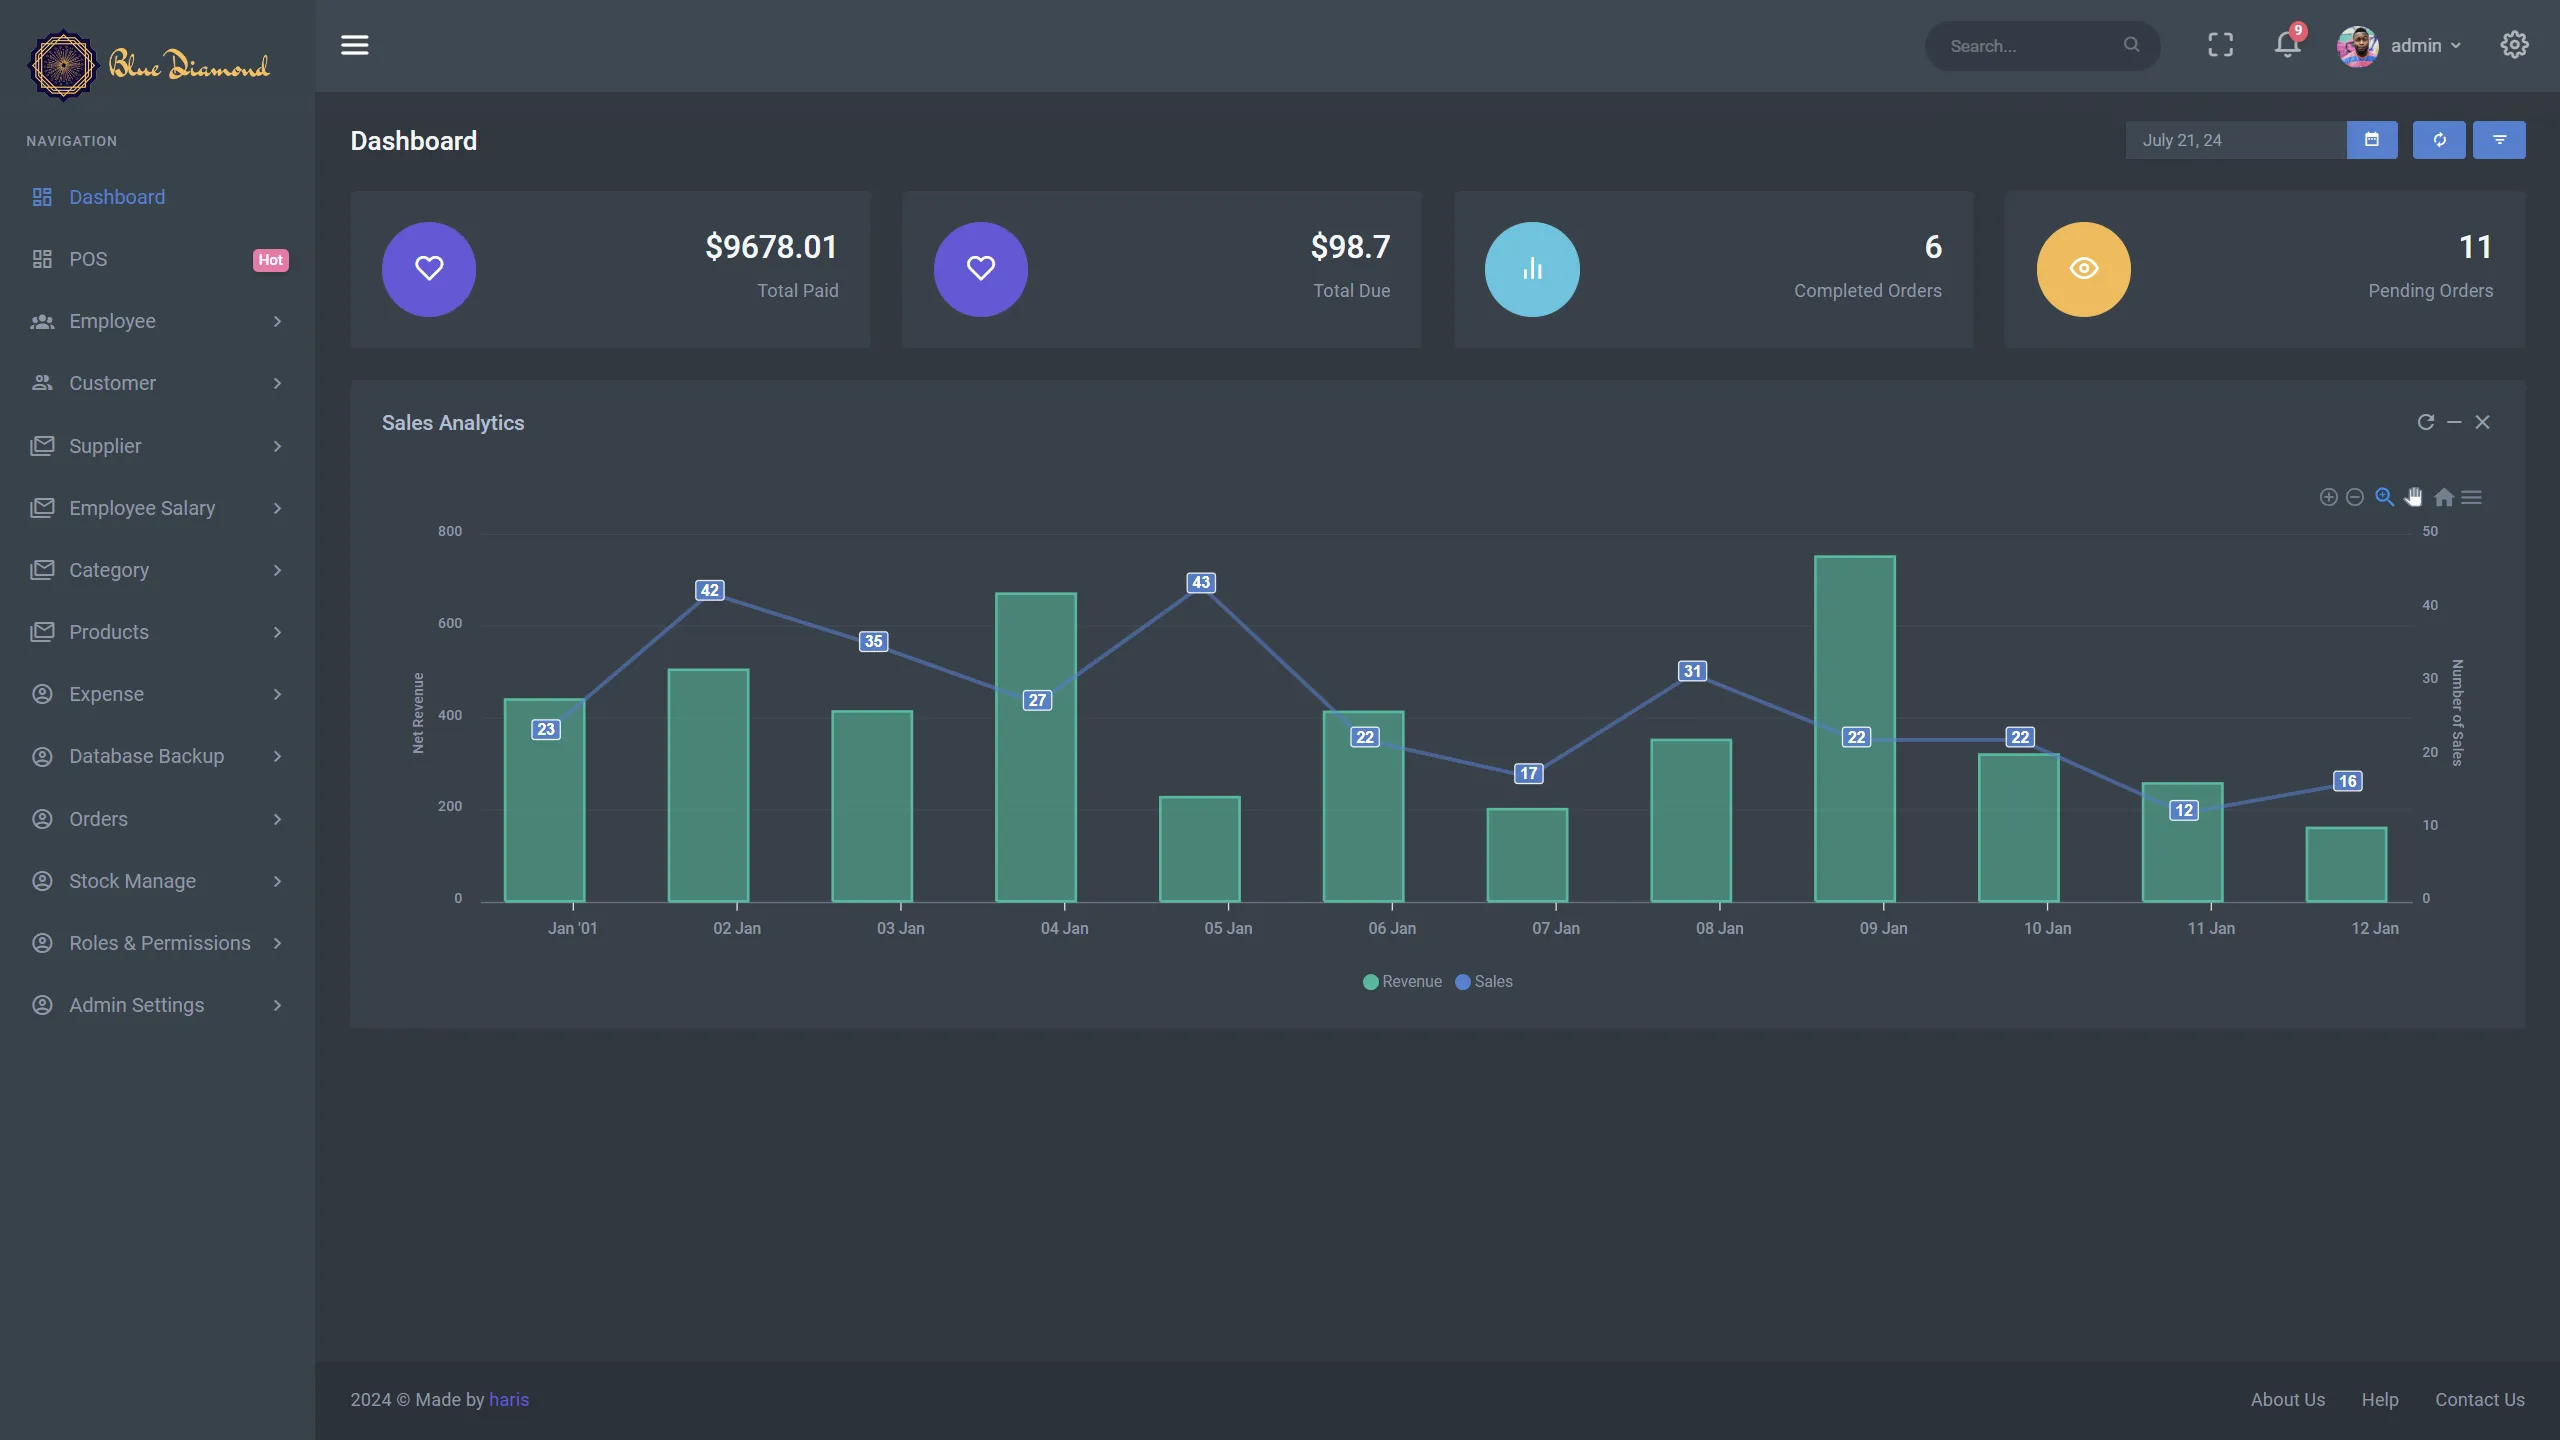 Blue Diamond
NAVIGATION
Dashboard
POS
Hot
Employee
Customer
Supplier
Employee Salary
Category
Products
Expense
Database Backup
Orders
Stock Manage
Roles & Permissions
Admin Settings
Search...
9
admin
Dashboard
July 21, 24
$9678.01
Total Paid
$98.7
Total Due
6
Completed Orders
11
Pending Orders
Sales Analytics
Net Revenue
800
600
400
200
0
23
42
35
27
43
22
17
31
22
22
12
16
50
40
30
20
10
0
Number of Sales
Jan '01
02 Jan
03 Jan
04 Jan
05 Jan
06 Jan
07 Jan
08 Jan
09 Jan
10 Jan
11 Jan
12 Jan
Revenue
Sales
2024 © Made by haris
About Us
Help
Contact Us